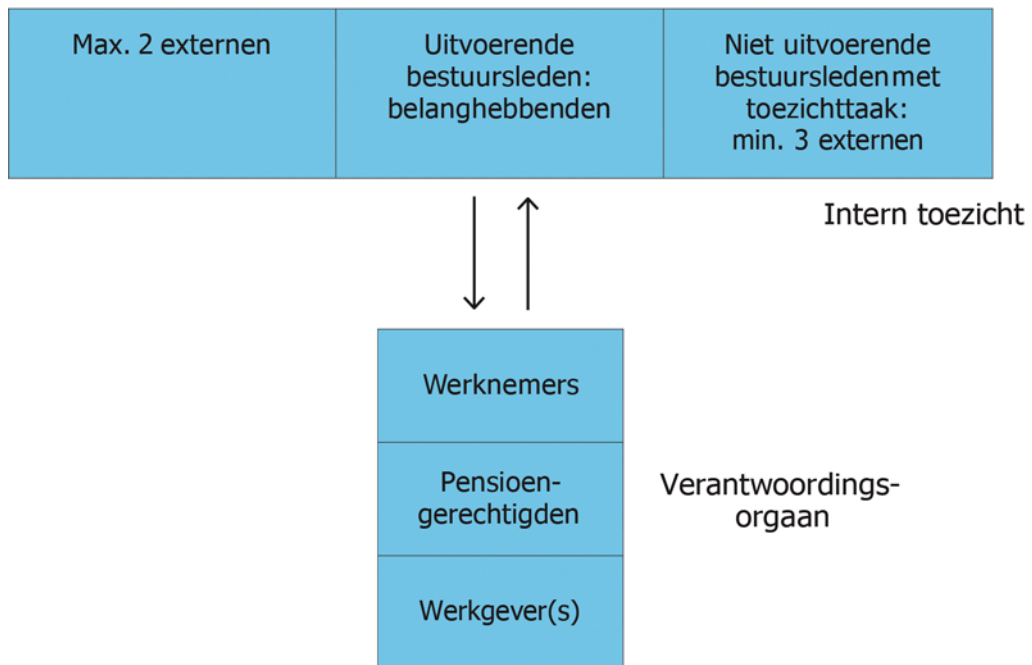 Max. 2 externen
Uitvoerende
bestuursleden:
belanghebbenden
Niet uitvoerende
bestuursleden met
toezichttaak:
min. 3 externen
Intern toezicht
Werknemers
Pensioen-
gerechtigden
Verantwoordings-
orgaan
Werkgever(s)